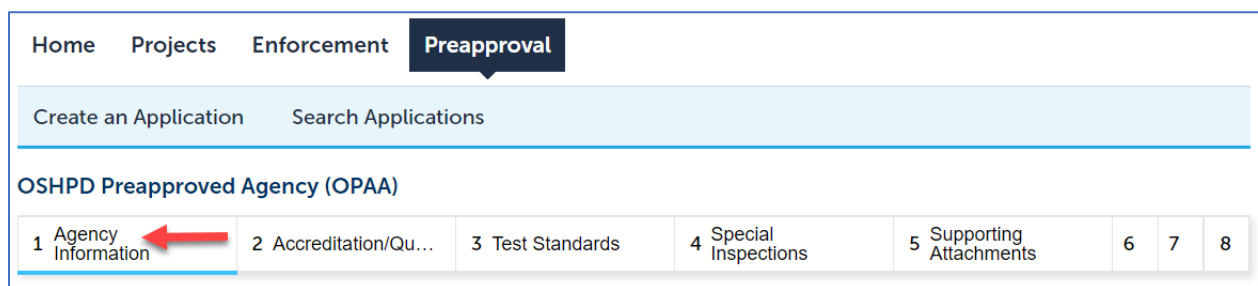 Home Projects Enforcement Preapproval
Create an Application Search Applications
OSHPD Preapproved Agency (OPAA)
1 Agency Information 2 Accreditation/Qu... 3 Test Standards 4 Special Inspections 5 Supporting Attachments 6 7 8